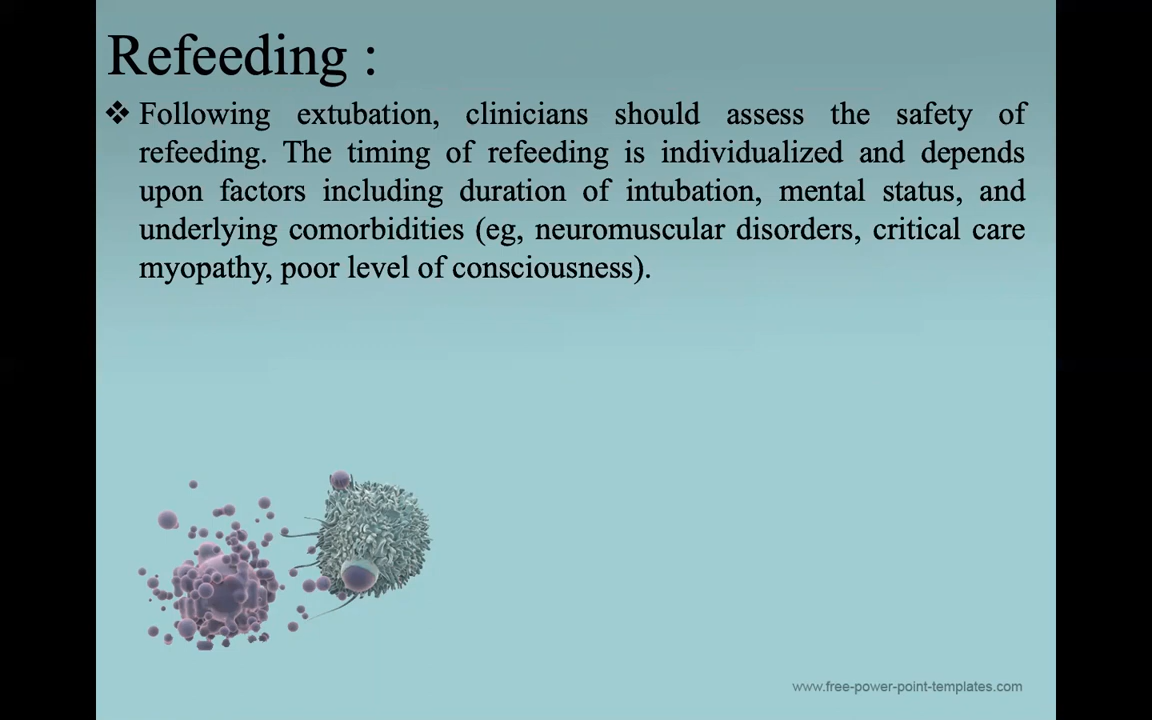 Refeeding :
❖ Following extubation, clinicians should assess the safety of
refeeding. The timing of refeeding is individualized and depends
upon factors including duration of intubation, mental status, and
underlying comorbidities (eg, neuromuscular disorders, critical care
myopathy, poor level of consciousness).
www.free-power-point-templates.com